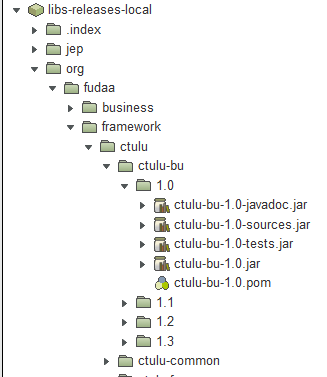 libs-releases-local
.index
jep
org
fudaa
business
framework
ctulu
ctulu-bu
1.0
ctulu-bu-1.0-javadoc.jar
ctulu-bu-1.0-sources.jar
ctulu-bu-1.0-tests.jar
ctulu-bu-1.0.jar
ctulu-bu-1.0.pom
1.1
1.2
1.3
ctulu-common